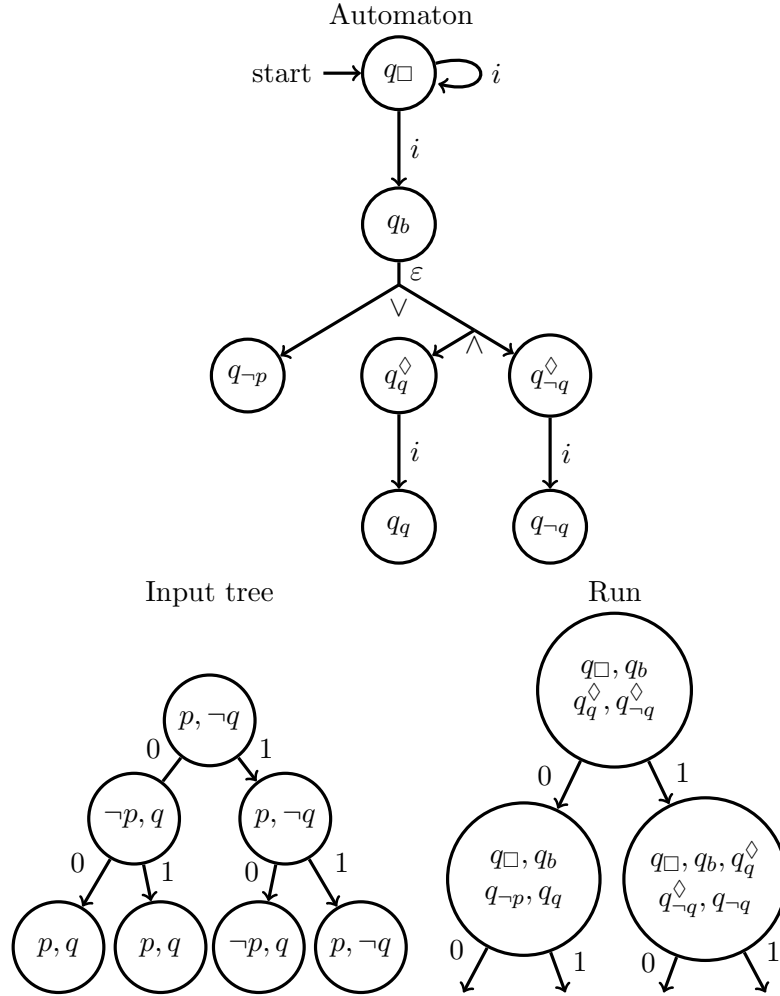 Automaton
start q□ i
i
q_b
ε
∨
∧
q_¬p q_q^◊ q_¬q^◊
i i
q_q q_¬q
Input tree Run
p, ¬q
0 1
¬p, q p, ¬q
0 1 0 1
p, q p, q ¬p, q p, ¬q
q□, q_b
q_q^◊, q_¬q^◊
0 1
q□, q_b
q_¬p, q_q
q□, q_b, q_q^◊
q_¬q^◊, q_¬q
0 1 0 1